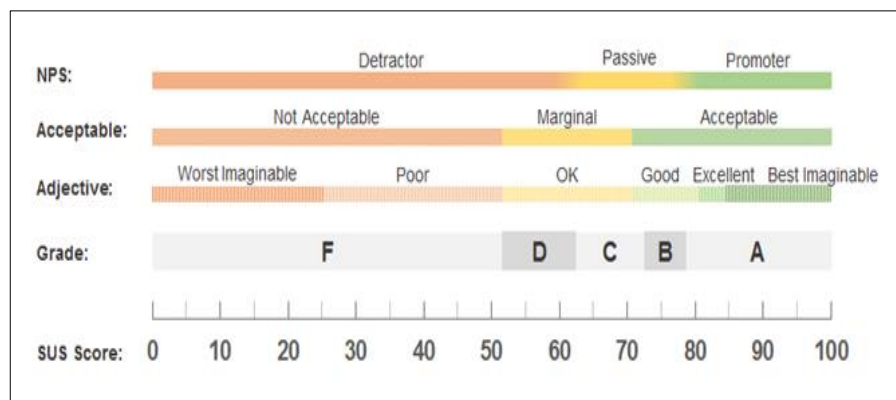 NPS: Detractor Passive Promoter
Acceptable: Not Acceptable Marginal Acceptable
Adjective: Worst Imaginable Poor OK Good Excellent Best Imaginable
Grade: F D C B A
SUS Score: 0 10 20 30 40 50 60 70 80 90 100